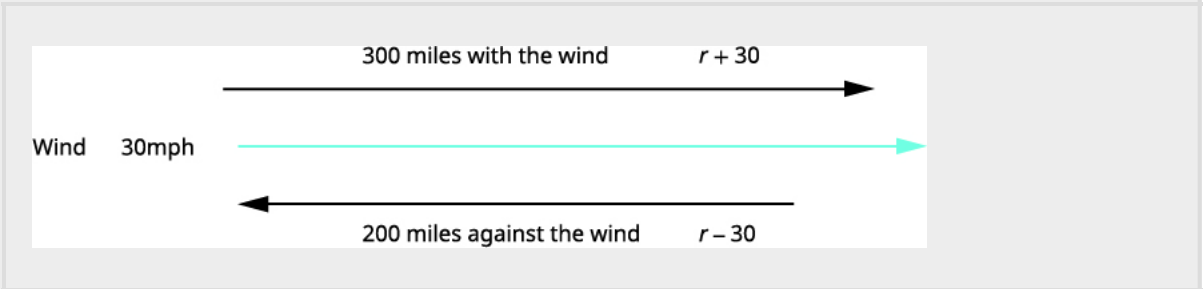 300 miles with the wind r + 30
Wind 30mph
200 miles against the wind r – 30